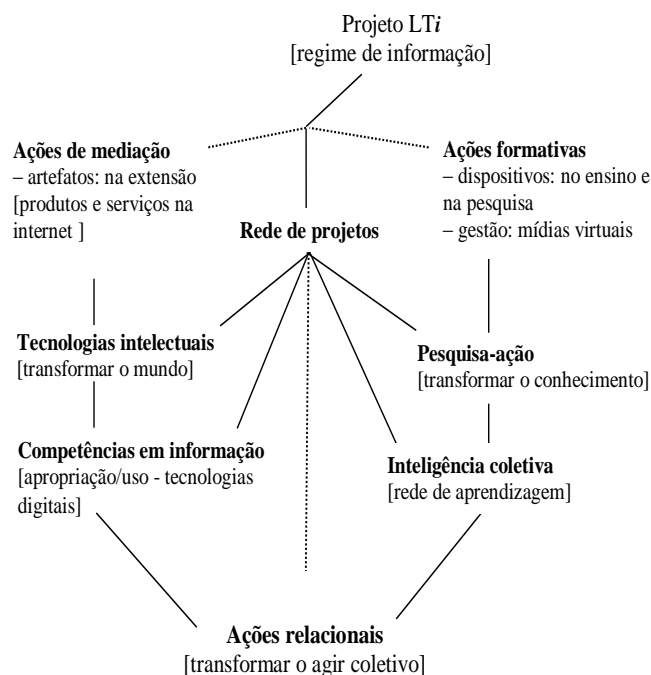 Projeto LTi
[regime de informação]
Ações de mediação
– artefatos: na extensão
[produtos e serviços na
internet ]
Ações formativas
– dispositivos: no ensino e
na pesquisa
– gestão: mídias virtuais
Rede de projetos
Tecnologias intelectuais
[transformar o mundo]
Pesquisa-ação
[transformar o conhecimento]
Competências em informação
[apropriação/uso - tecnologias
digitais]
Inteligência coletiva
[rede de aprendizagem]
Ações relacionais
[transformar o agir coletivo]